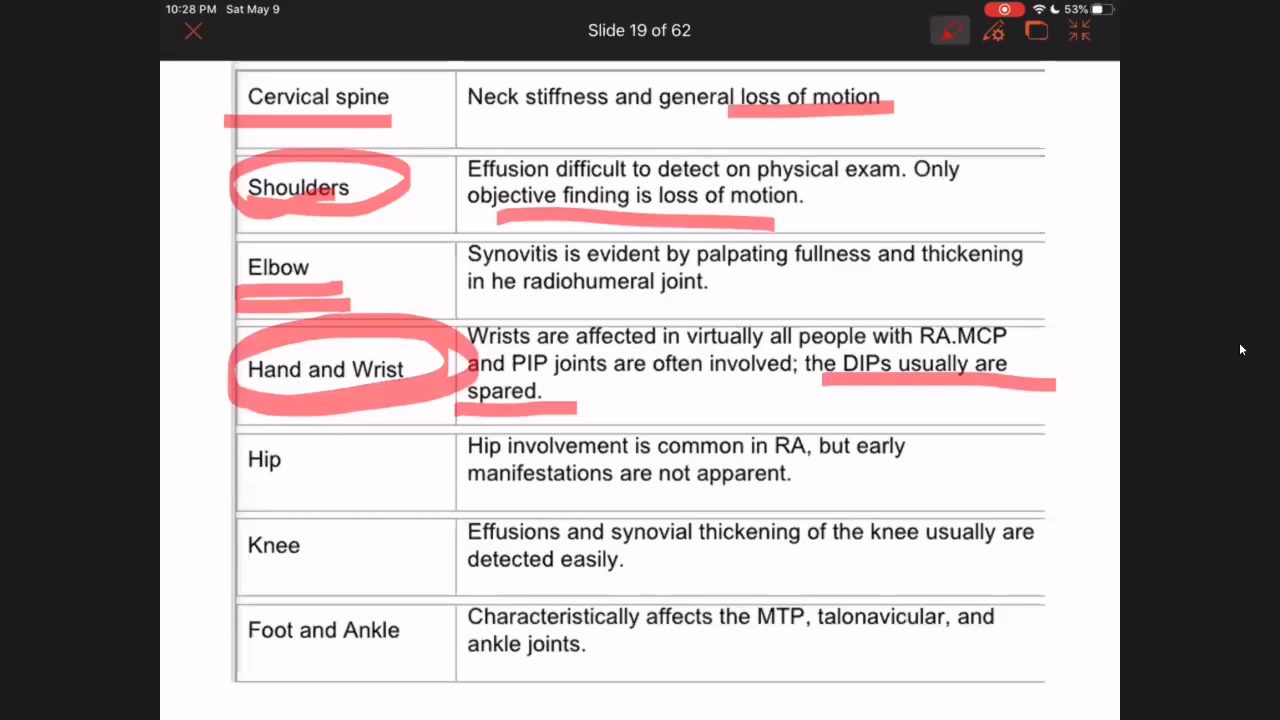 10:28 PM Sat May 9
53%
Slide 19 of 62
Cervical spine
Neck stiffness and general loss of motion
Shoulders
Effusion difficult to detect on physical exam. Only
objective finding is loss of motion.
Elbow
Synovitis is evident by palpating fullness and thickening
in he radiohumeral joint.
Hand and Wrist
Wrists are affected in virtually all people with RA.MCP
and PIP joints are often involved; the DIPs usually are
spared.
Hip
Hip involvement is common in RA, but early
manifestations are not apparent.
Knee
Effusions and synovial thickening of the knee usually are
detected easily.
Foot and Ankle
Characteristically affects the MTP, talonavicular, and
ankle joints.